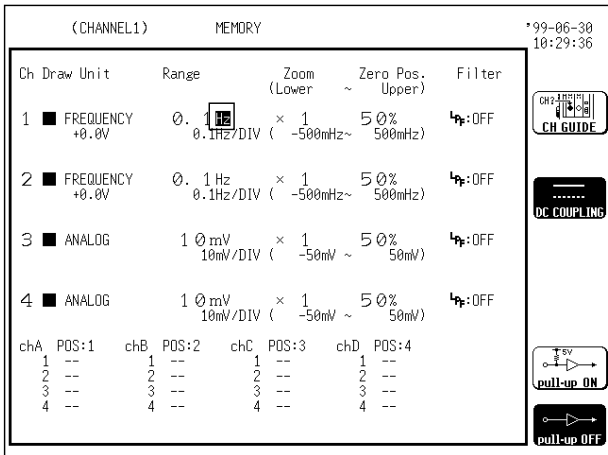 (CHANNEL1) MEMORY '99-06-30
10:29:36
Ch Draw Unit Range Zoom Zero Pos. Filter
(Lower ~ Upper)
1 FREQUENCY 0. 1Hz × 1 50% LPF:OFF
+0.0V 0.1Hz/DIV ( -500mHz~ 500mHz)
2 FREQUENCY 0. 1Hz × 1 50% LPF:OFF
+0.0V 0.1Hz/DIV ( -500mHz~ 500mHz)
3 ANALOG 10mV × 1 50% LPF:OFF
10mV/DIV ( -50mV ~ 50mV)
4 ANALOG 10mV × 1 50% LPF:OFF
10mV/DIV ( -50mV ~ 50mV)
chA POS:1 chB POS:2 chC POS:3 chD POS:4
1 -- 1 -- 1 -- 1 --
2 -- 2 -- 2 -- 2 --
3 -- 3 -- 3 -- 3 --
4 -- 4 -- 4 -- 4 --
CH?
CH GUIDE
DC COUPLING
5V
pull-up ON
pull-up OFF